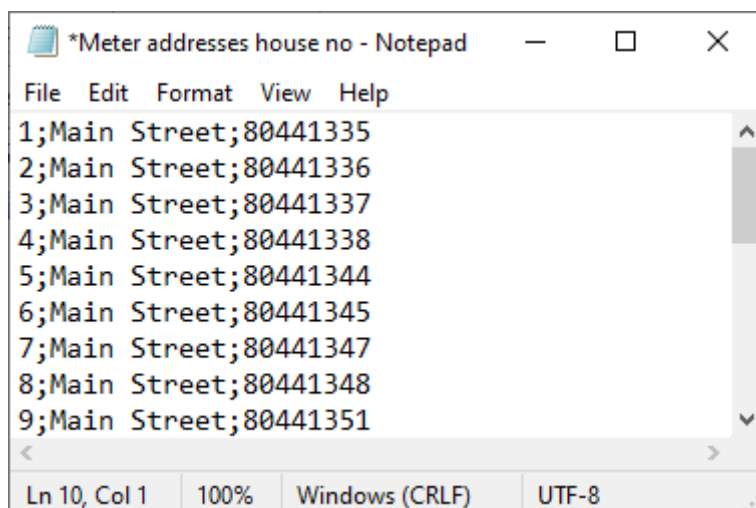 *Meter addresses house no - Notepad
File Edit Format View Help
1;Main Street;80441335
2;Main Street;80441336
3;Main Street;80441337
4;Main Street;80441338
5;Main Street;80441344
6;Main Street;80441345
7;Main Street;80441347
8;Main Street;80441348
9;Main Street;80441351
Ln 10, Col 1 100% Windows (CRLF) UTF-8